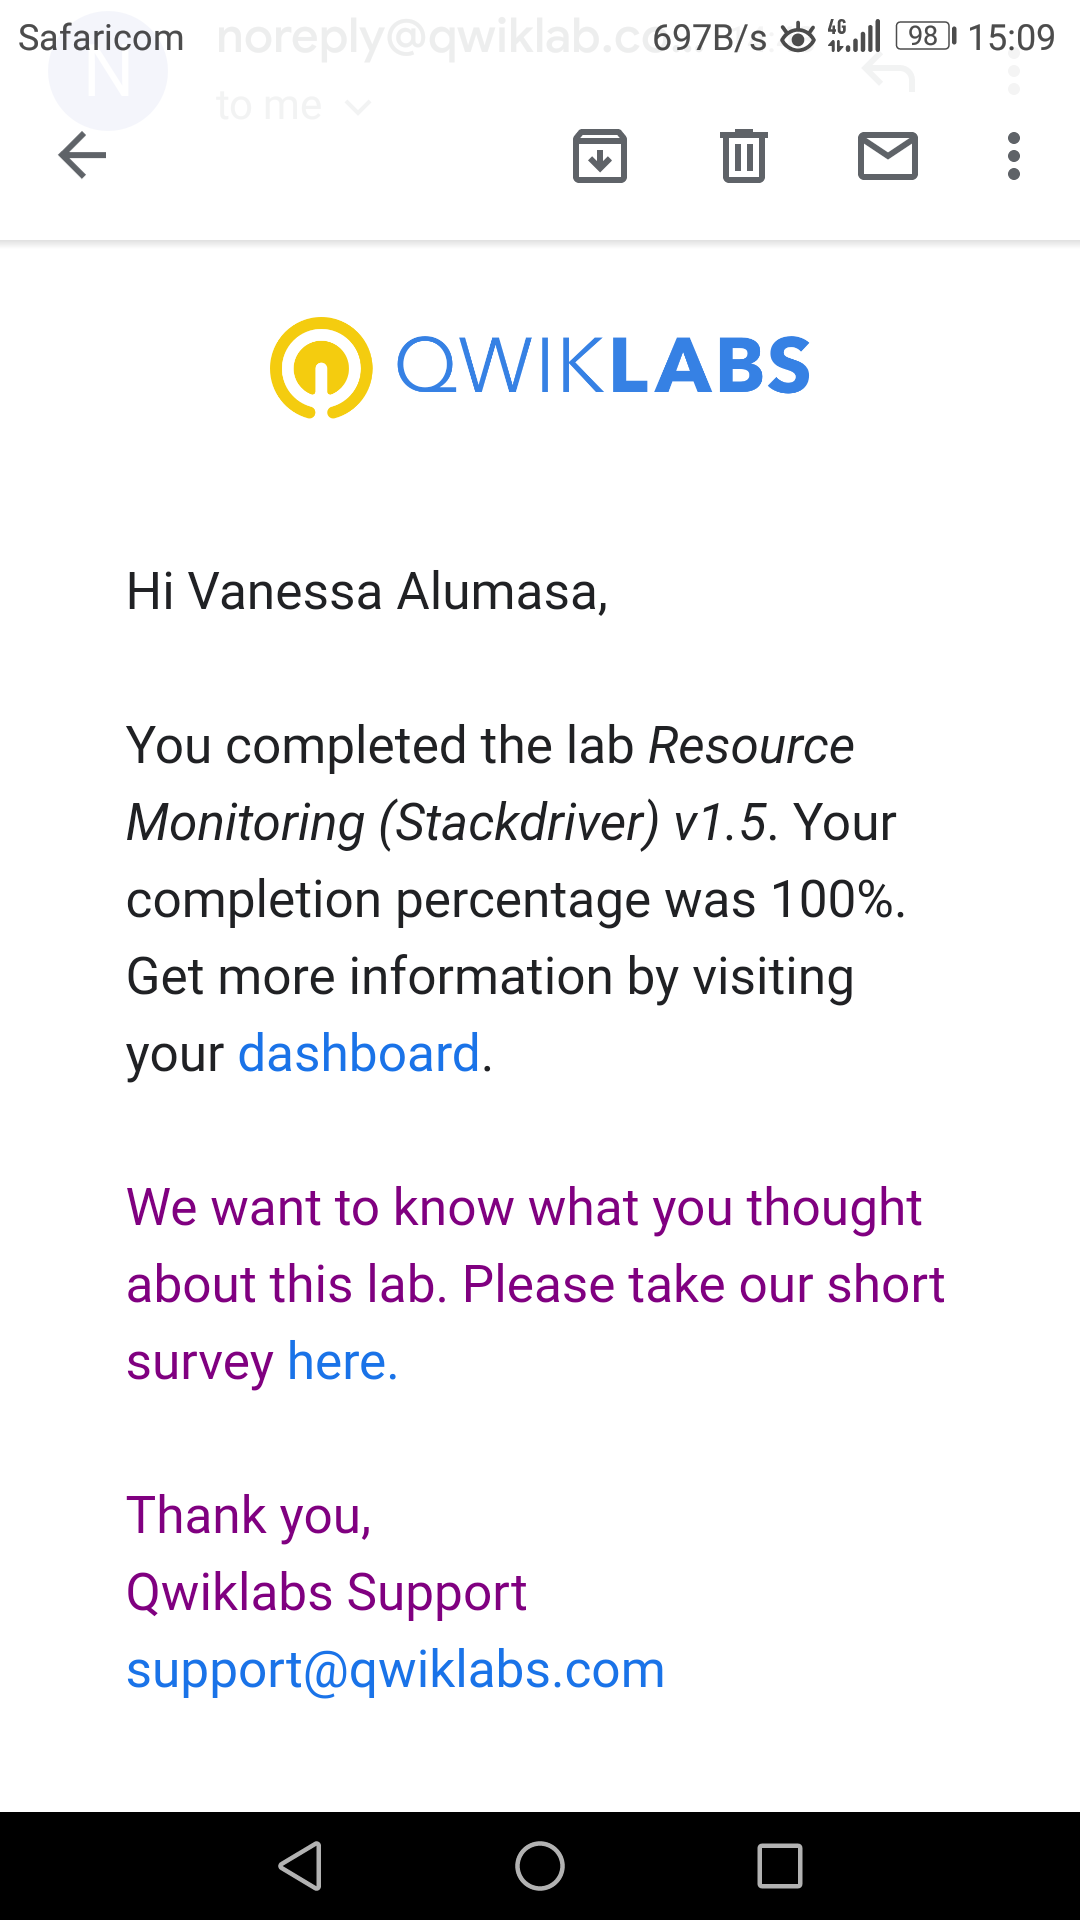 Safaricom 697B/s 4G 98 15:09
N noreply@qwiklab.c
to me
QWIKLABS
Hi Vanessa Alumasa,
You completed the lab Resource
Monitoring (Stackdriver) v1.5. Your
completion percentage was 100%.
Get more information by visiting
your dashboard.
We want to know what you thought
about this lab. Please take our short
survey here.
Thank you,
Qwiklabs Support
support@qwiklabs.com